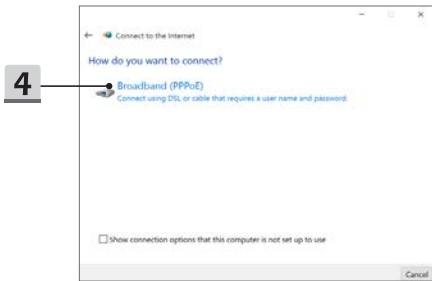 Connect to the Internet
How do you want to connect?
4
Broadband (PPPoE)
Connect using DSL or cable that requires a user name and password.
Show connection options that this computer is not set up to use
Cancel